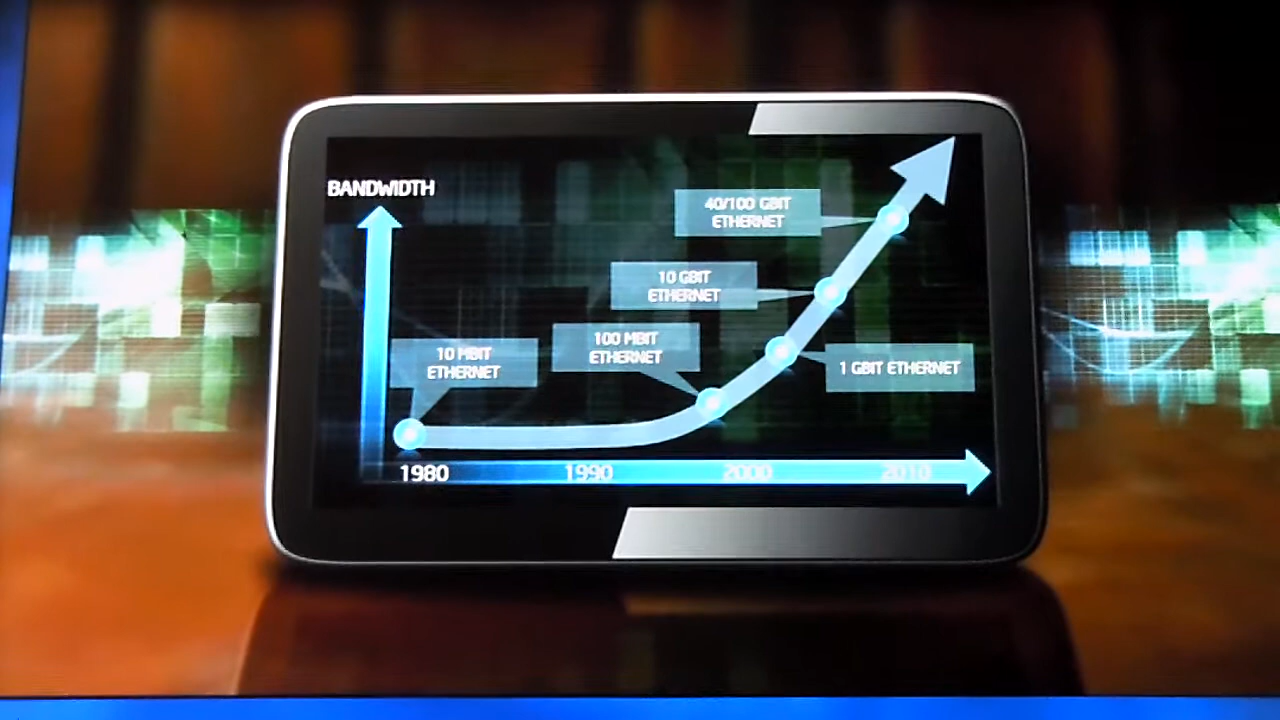 BANDWIDTH
40/100 GBIT
ETHERNET
10 GBIT
ETHERNET
100 MBIT
ETHERNET
10 MBIT
ETHERNET
1 GBIT ETHERNET
1980 1990 2000 2010